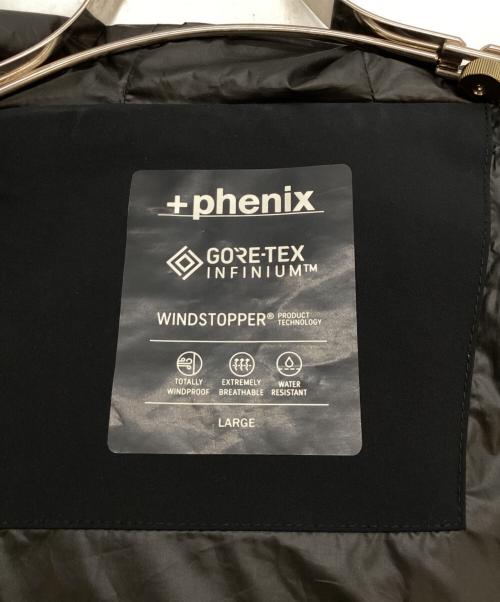 +phenix
GORE-TEX
INFINIUM™
WINDSTOPPER® PRODUCT TECHNOLOGY
TOTALLY WINDPROOF
EXTREMELY BREATHABLE
WATER RESISTANT
LARGE